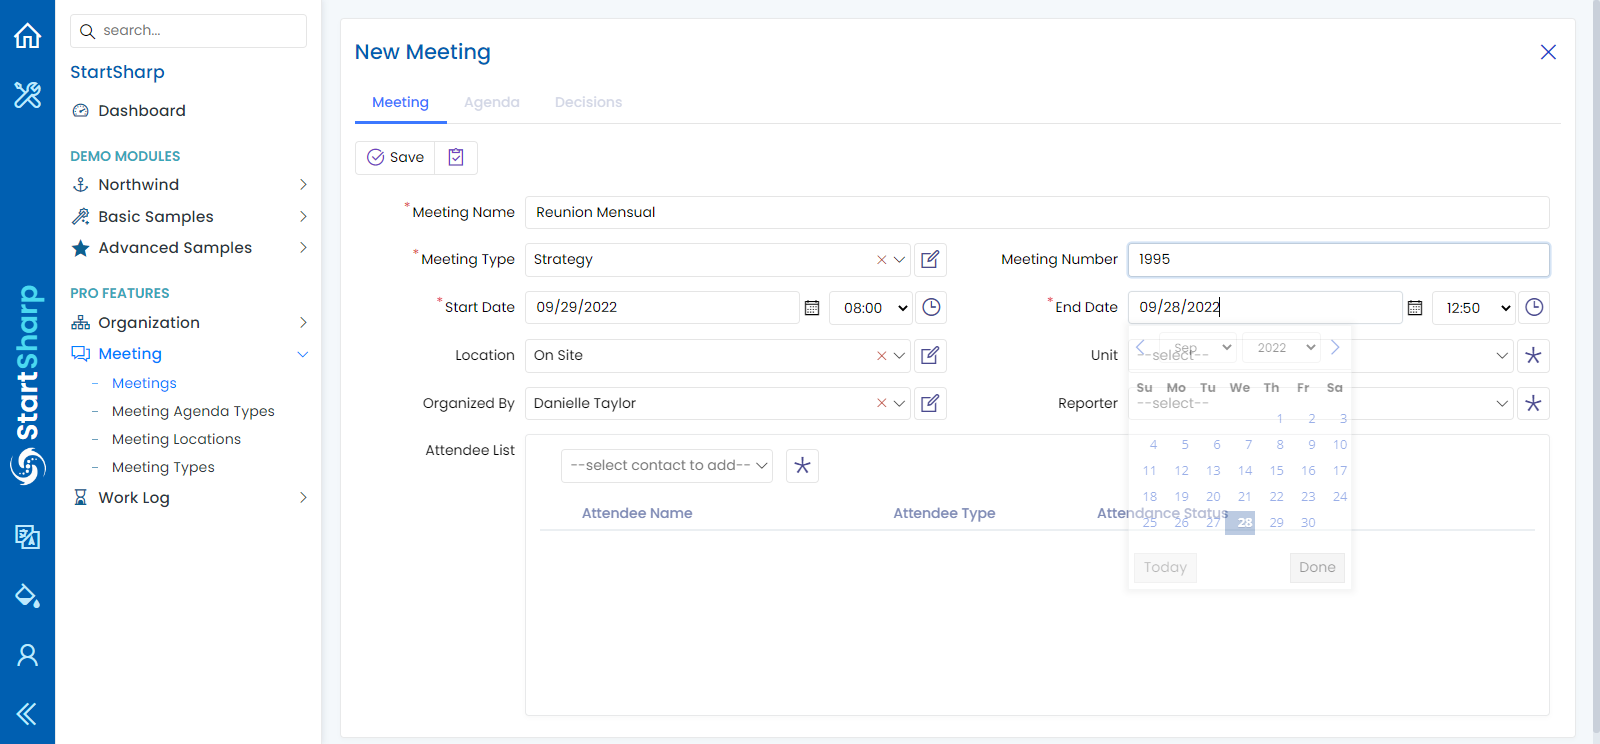 search...
StartSharp
Dashboard
DEMO MODULES
Northwind
Basic Samples
Advanced Samples
PRO FEATURES
Organization
Meeting
Meetings
Meeting Agenda Types
Meeting Locations
Meeting Types
Work Log
StartSharp
New Meeting
Meeting Agenda Decisions
Save
*Meeting Name Reunion Mensual
*Meeting Type Strategy Meeting Number 1995
*Start Date 09/29/2022 08:00 *End Date 09/28/2022 12:50
Location On Site Unit --select--
Organized By Danielle Taylor Reporter --select--
Attendee List
--select contact to add--
Attendee Name Attendee Type Attendance Status
Sep 2022
Su Mo Tu We Th Fr Sa
1 2 3
4 5 6 7 8 9 10
11 12 13 14 15 16 17
18 19 20 21 22 23 24
25 26 27 28 29 30
Today Done